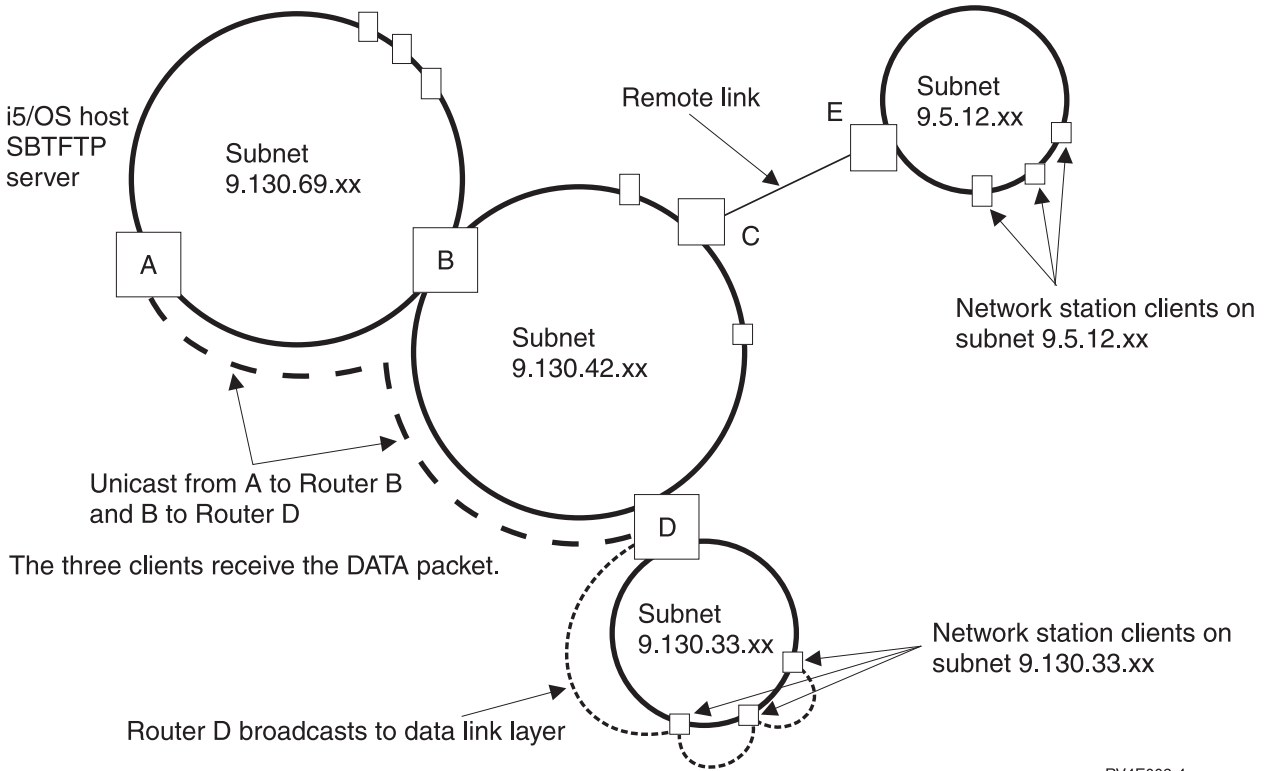 i5/OS host
SBTFTP
server
Subnet
9.130.69.xx
A
B
Remote link
E
Subnet
9.5.12.xx
C
Subnet
9.130.42.xx
Network station clients on
subnet 9.5.12.xx
Unicast from A to Router B
and B to Router D
D
The three clients receive the DATA packet.
Subnet
9.130.33.xx
Network station clients on
subnet 9.130.33.xx
Router D broadcasts to data link layer